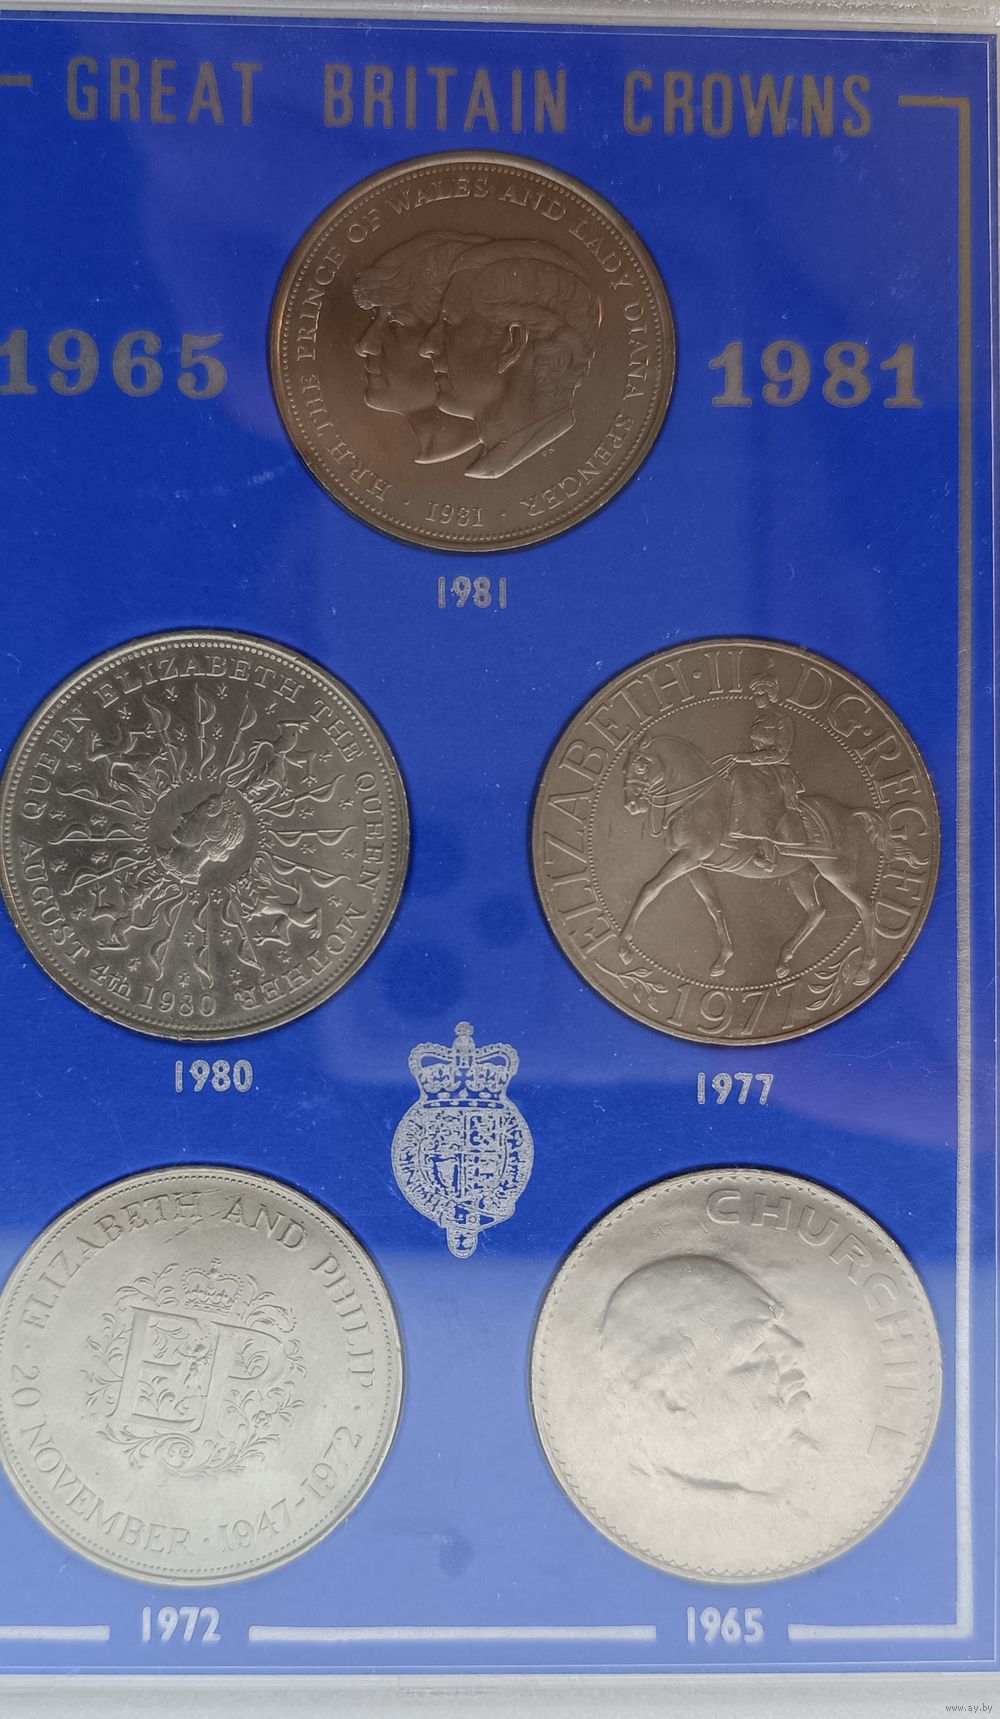 GREAT BRITAIN CROWNS
1965
1981
H.R.H. THE PRINCE OF WALES AND LADY DIANA SPENCER
· 1981 ·
PN
1981
QUEEN ELIZABETH THE QUEEN MOTHER
AUGUST 4th 1980
1980
ELIZABETH·II DG·REG FD
1977
1977
ELIZABETH AND PHILIP
· 20 NOVEMBER · 1947-1972 ·
1972
CHURCHILL
1965
www.ay.by